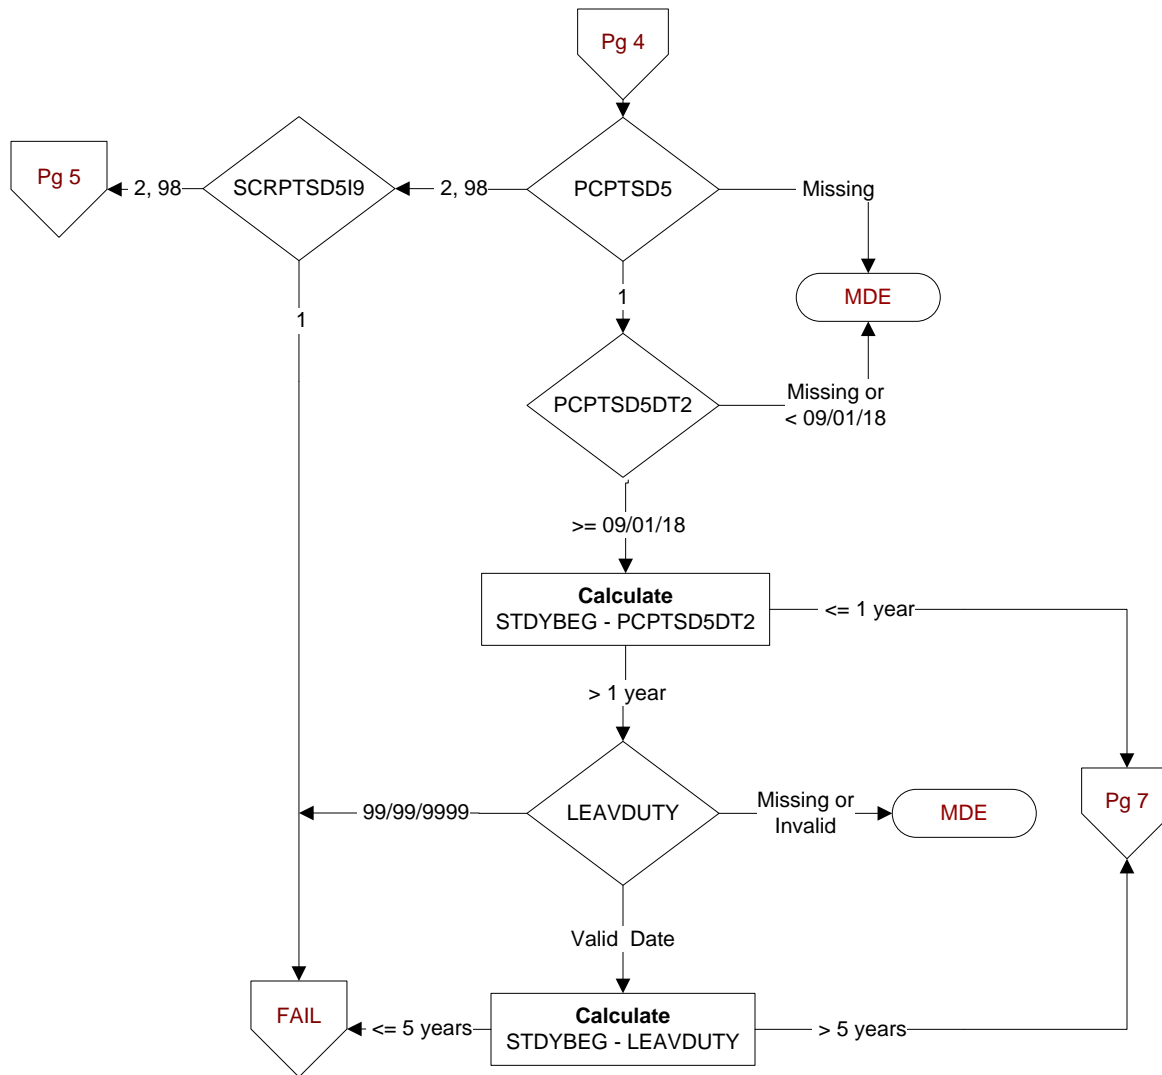 Pg 4
Pg 5
2, 98
SCRPTSD5I9
2, 98
PCPTSD5
Missing
1
1
MDE
PCPTSD5DT2
Missing or
< 09/01/18
>= 09/01/18
Calculate
STDYBEG - PCPTSD5DT2
<= 1 year
> 1 year
99/99/9999
LEAVDUTY
Missing or
Invalid
MDE
Pg 7
Valid Date
FAIL
<= 5 years
Calculate
STDYBEG - LEAVDUTY
> 5 years